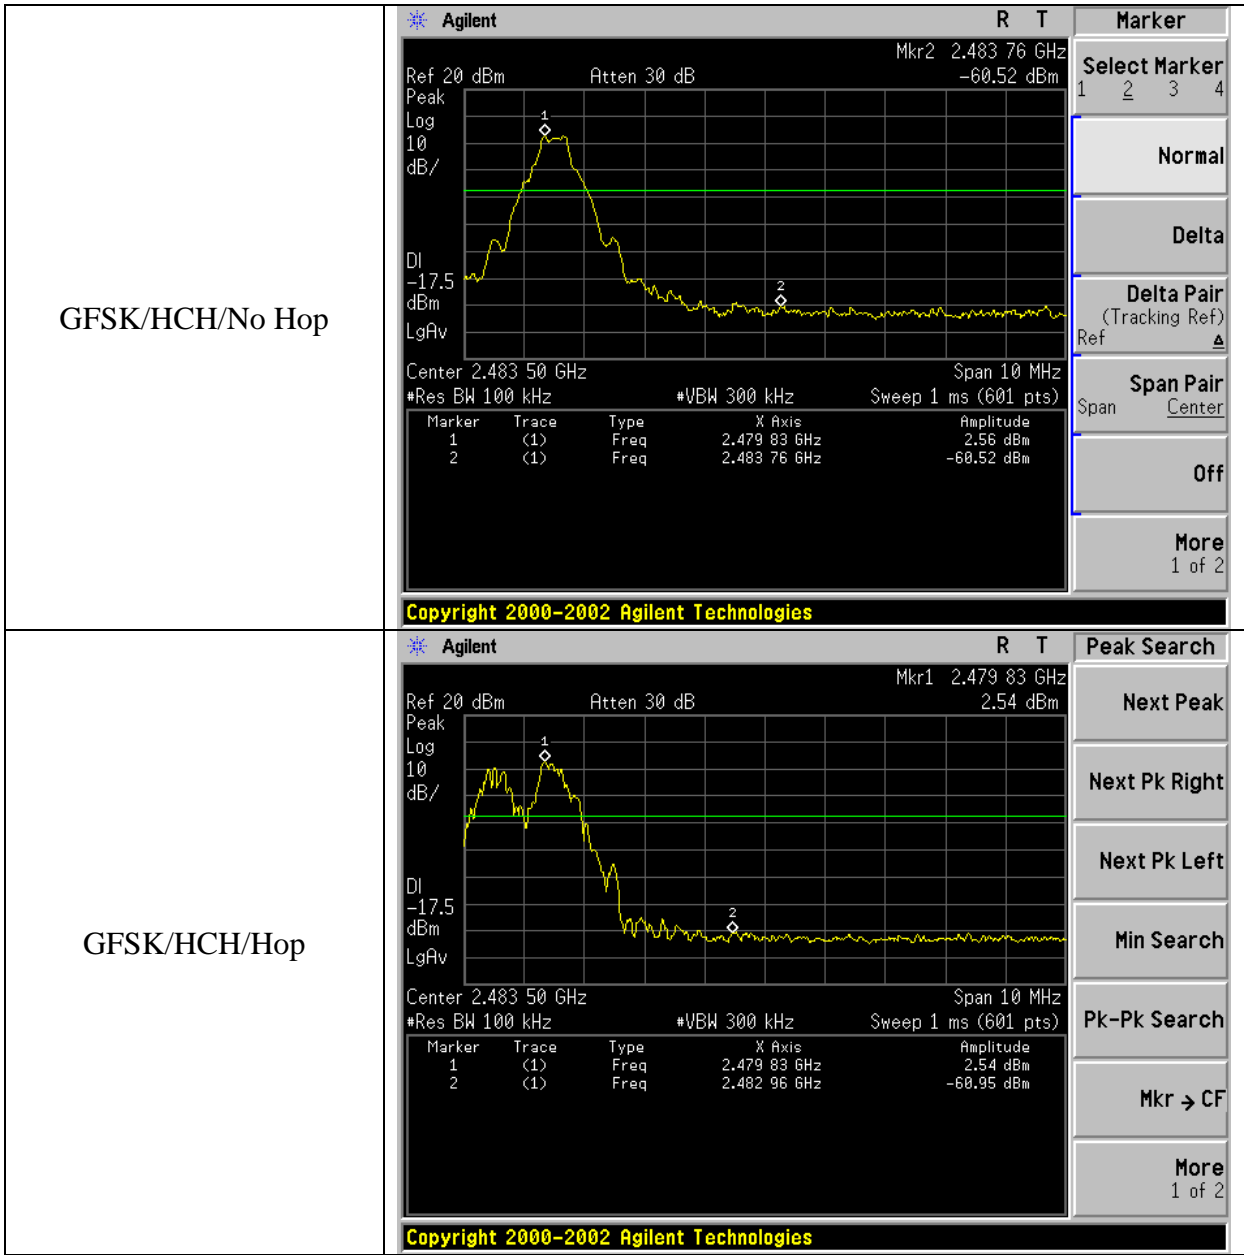 GFSK/HCH/No Hop
Agilent R T Marker
Mkr2 2.483 76 GHz
Ref 20 dBm Atten 30 dB -60.52 dBm
Peak
Log
10
dB/
1
2
DI
-17.5
dBm
LgAv
Center 2.483 50 GHz Span 10 MHz
#Res BW 100 kHz #VBW 300 kHz Sweep 1 ms (601 pts)
Marker Trace Type X Axis Amplitude
1 (1) Freq 2.479 83 GHz 2.56 dBm
2 (1) Freq 2.483 76 GHz -60.52 dBm
Select Marker
1 2 3 4
Normal
Delta
Delta Pair
(Tracking Ref)
Ref Δ
Span Pair
Span Center
Off
More
1 of 2
Copyright 2000-2002 Agilent Technologies
GFSK/HCH/Hop
Agilent R T Peak Search
Mkr1 2.479 83 GHz
Ref 20 dBm Atten 30 dB 2.54 dBm
Peak
Log
10
dB/
1
2
DI
-17.5
dBm
LgAv
Center 2.483 50 GHz Span 10 MHz
#Res BW 100 kHz #VBW 300 kHz Sweep 1 ms (601 pts)
Marker Trace Type X Axis Amplitude
1 (1) Freq 2.479 83 GHz 2.54 dBm
2 (1) Freq 2.482 96 GHz -60.95 dBm
Next Peak
Next Pk Right
Next Pk Left
Min Search
Pk-Pk Search
Mkr → CF
More
1 of 2
Copyright 2000-2002 Agilent Technologies